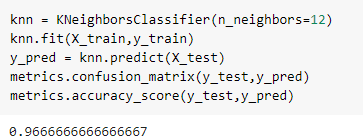 knn = KNeighborsClassifier(n_neighbors=12)
knn.fit(X_train,y_train)
y_pred = knn.predict(X_test)
metrics.confusion_matrix(y_test,y_pred)
metrics.accuracy_score(y_test,y_pred)
0.9666666666666667